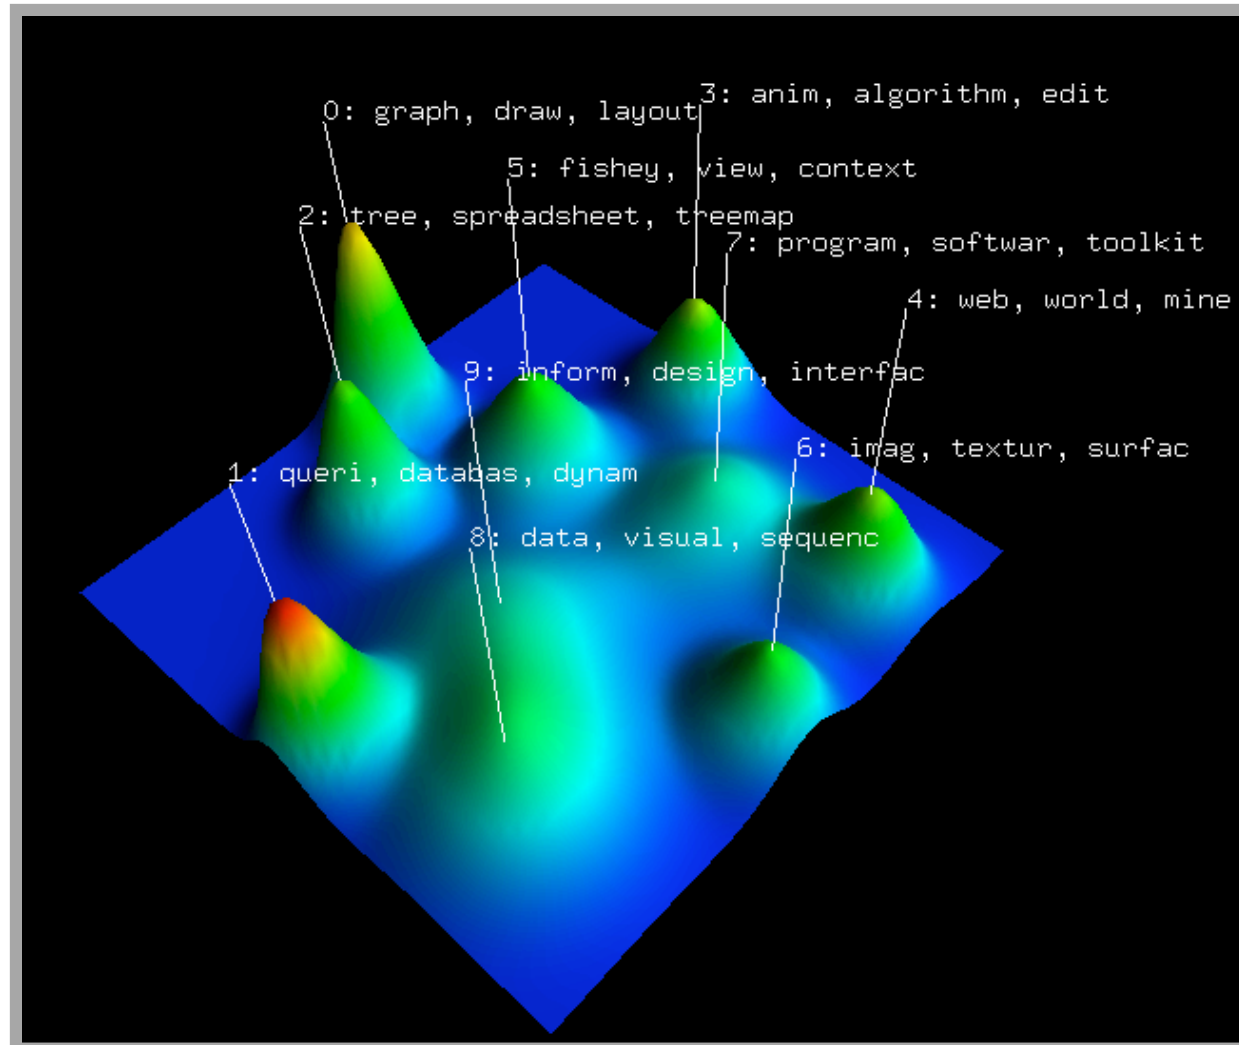 3: anim, algorithm, edit
0: graph, draw, layout
5: fishey, view, context
2: tree, spreadsheet, treemap
7: program, softwar, toolkit
4: web, world, mine
9: inform, design, interfac
6: imag, textur, surfac
1: queri, databas, dynam
8: data, visual, sequenc